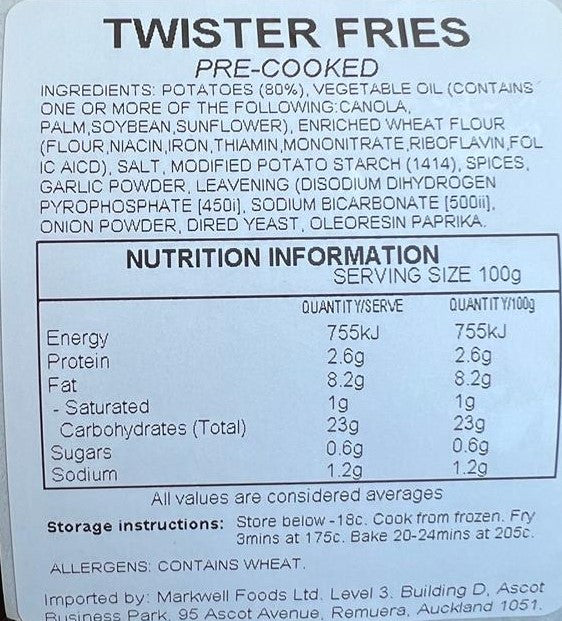 TWISTER FRIES
PRE-COOKED
INGREDIENTS: POTATOES (80%), VEGETABLE OIL (CONTAINS
ONE OR MORE OF THE FOLLOWING:CANOLA,
PALM,SOYBEAN,SUNFLOWER), ENRICHED WHEAT FLOUR
(FLOUR,NIACIN,IRON,THIAMIN,MONONITRATE,RIBOFLAVIN,FOL
IC AICD), SALT, MODIFIED POTATO STARCH (1414), SPICES,
GARLIC POWDER, LEAVENING (DISODIUM DIHYDROGEN
PYROPHOSPHATE [450i], SODIUM BICARBONATE [500ii],
ONION POWDER, DIRED YEAST, OLEORESIN PAPRIKA.
NUTRITION INFORMATION
SERVING SIZE 100g
QUANTITY/SERVE QUANTITY/100g
Energy 755kJ 755kJ
Protein 2.6g 2.6g
Fat 8.2g 8.2g
- Saturated 1g 1g
Carbohydrates (Total) 23g 23g
Sugars 0.6g 0.6g
Sodium 1.2g 1.2g
All values are considered averages
Storage instructions: Store below -18c. Cook from frozen. Fry
3mins at 175c. Bake 20-24mins at 205c.
ALLERGENS: CONTAINS WHEAT.
Imported by: Markwell Foods Ltd, Level 3, Building D, Ascot
Business Park, 95 Ascot Avenue, Remuera, Auckland 1051.